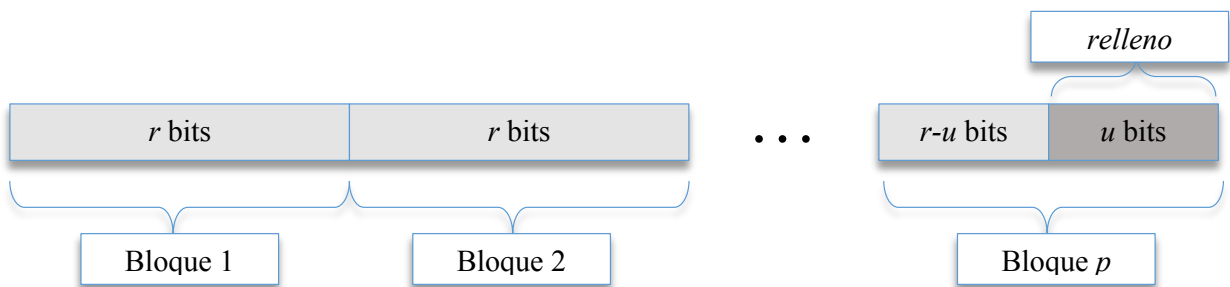 relleno
r bits
r bits
...
r-u bits
u bits
Bloque 1
Bloque 2
Bloque p